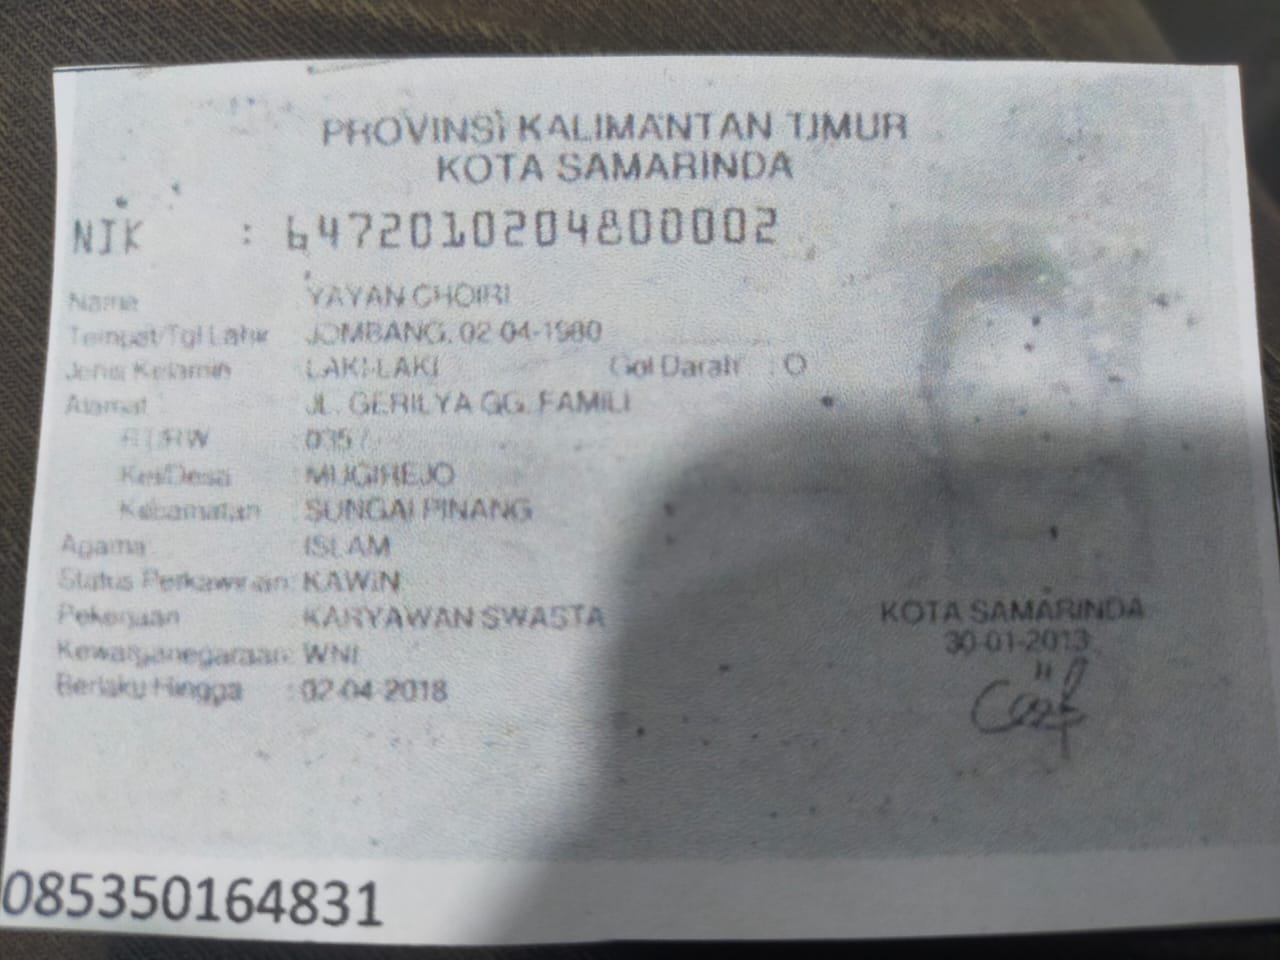 PROVINSI KALIMANTAN TIMUR
KOTA SAMARINDA
NIK : 6472010204800002
Nama : YAYAN CHOIRI
Tempat/Tgl Lahir : JOMBANG, 02-04-1980
Jenis Kelamin : LAKI-LAKI Gol Darah : O
Alamat : JL. GERILYA GG. FAMILI
RT/RW : 035 /
Kel/Desa : MUGIREJO
Kecamatan : SUNGAI PINANG
Agama : ISLAM
Status Perkawinan: KAWIN
Pekerjaan : KARYAWAN SWASTA
Kewarganegaraan: WNI
Berlaku Hingga : 02-04-2018
KOTA SAMARINDA
30-01-2013
085350164831